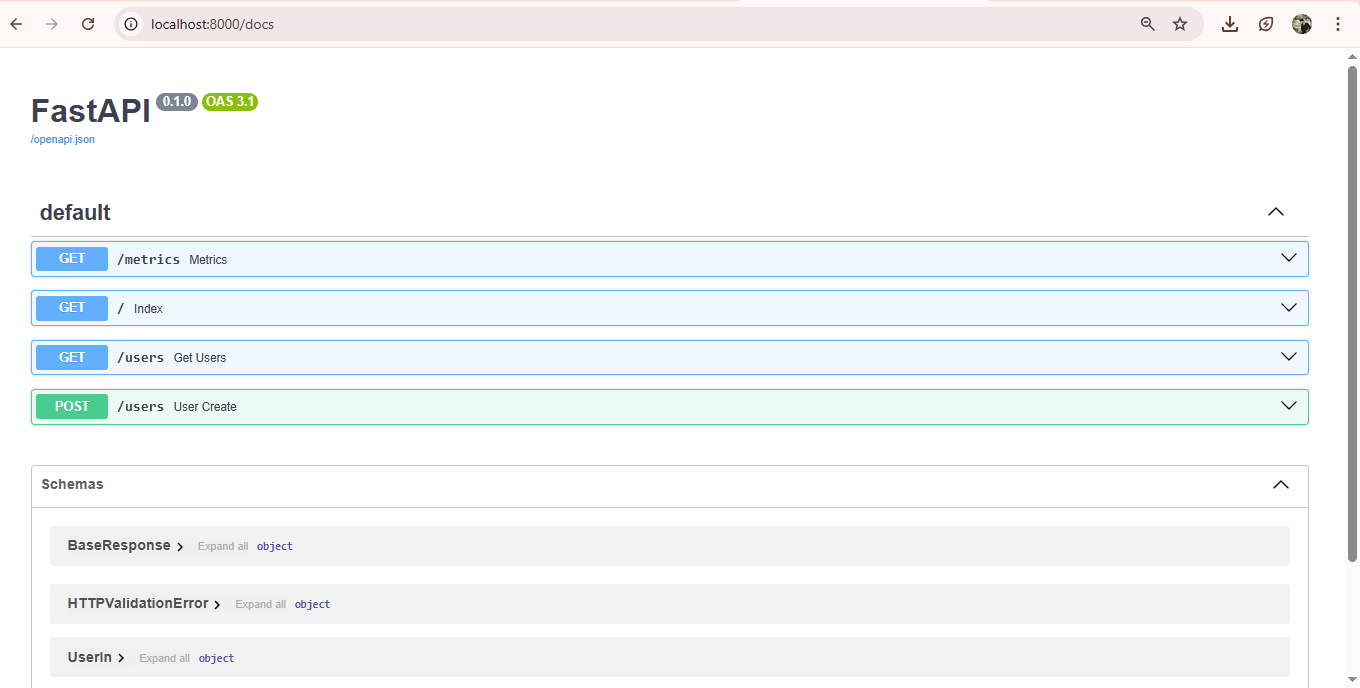 localhost:8000/docs
FastAPI 0.1.0 OAS 3.1
/openapi.json
default
GET /metrics Metrics
GET / Index
GET /users Get Users
POST /users User Create
Schemas
BaseResponse Expand all object
HTTPValidationError Expand all object
UserIn Expand all object